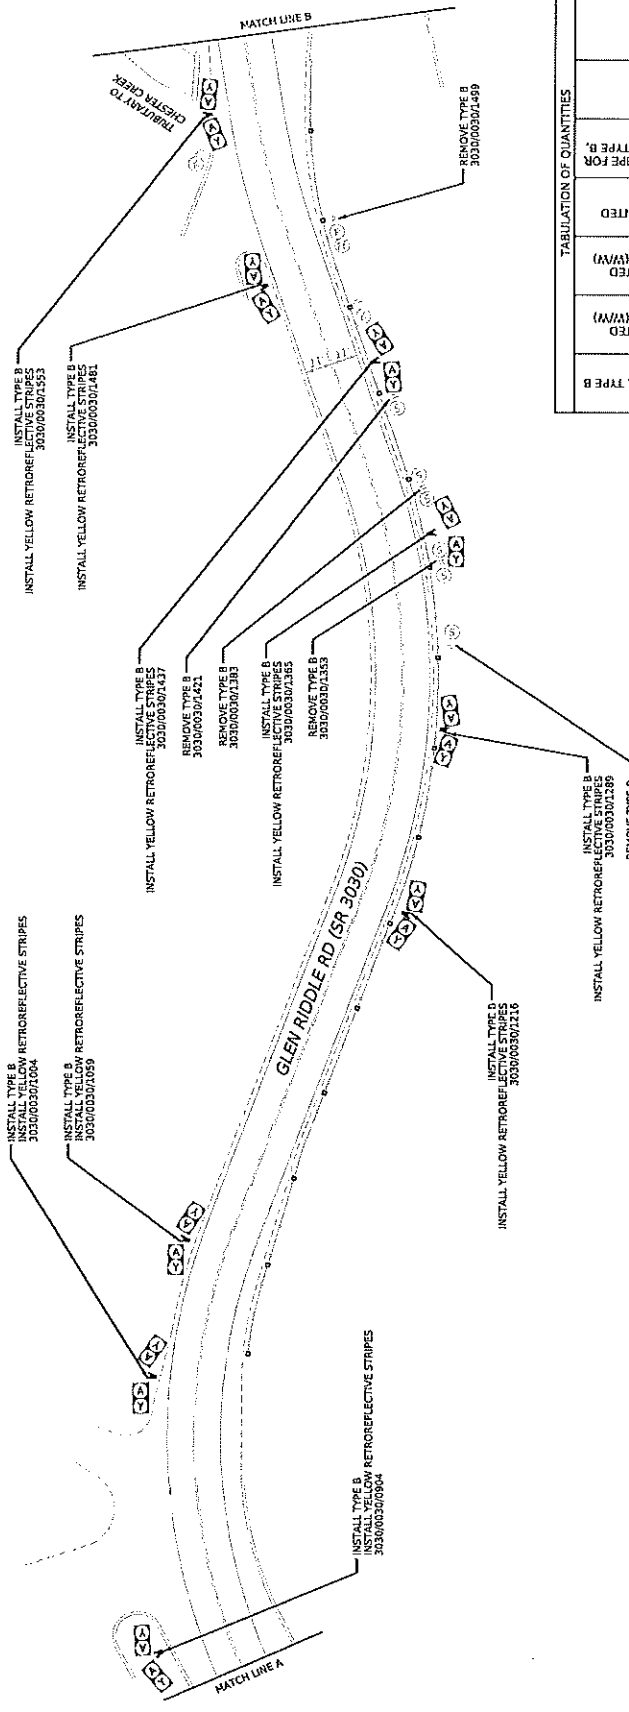 MATCH LINE B
TRIBUTARY TO
CHESTER CREEK
REMOVE TYPE B
3030/0030/1499
INSTALL TYPE B
INSTALL YELLOW RETROREFLECTIVE STRIPES
3030/0030/1553
INSTALL TYPE B
INSTALL YELLOW RETROREFLECTIVE STRIPES
3030/0030/1481
INSTALL TYPE B
INSTALL YELLOW RETROREFLECTIVE STRIPES
3030/0030/1437
REMOVE TYPE B
3030/0030/1421
REMOVE TYPE B
3030/0030/1383
INSTALL TYPE B
INSTALL YELLOW RETROREFLECTIVE STRIPES
3030/0030/1365
REMOVE TYPE B
3030/0030/1353
INSTALL TYPE B
INSTALL YELLOW RETROREFLECTIVE STRIPES
3030/0030/1289
GLEN RIDDLE RD (SR 3030)
INSTALL TYPE B
INSTALL YELLOW RETROREFLECTIVE STRIPES
3030/0030/1216
INSTALL TYPE B
INSTALL YELLOW RETROREFLECTIVE STRIPES
3030/0030/1004
INSTALL TYPE B
INSTALL YELLOW RETROREFLECTIVE STRIPES
3030/0030/1059
INSTALL TYPE B
INSTALL YELLOW RETROREFLECTIVE STRIPES
3030/0030/0904
MATCH LINE A
TABULATION OF QUANTITIES
TYPE B
(W/W)
(W/W)
FOR
TYPE B,